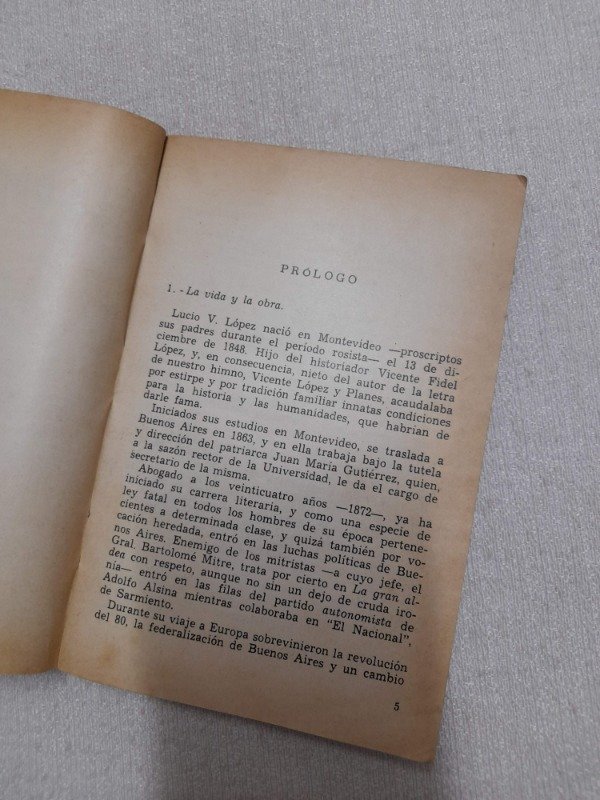 PRÓLOGO
1. - La vida y la obra.
Lucio V. López nació en Montevideo —proscriptos
sus padres durante el período rosista— el 13 de di-
ciembre de 1848. Hijo del historiador Vicente Fidel
López, y, en consecuencia, nieto del autor de la letra
de nuestro himno, Vicente López y Planes, acaudalaba
por estirpe y por tradición familiar innatas condiciones
para la historia y las humanidades, que habrían de
darle fama.
Iniciados sus estudios en Montevideo, se traslada a
Buenos Aires en 1863, y en ella trabaja bajo la tutela
y dirección del patriarca Juan María Gutiérrez, quien,
a la sazón rector de la Universidad, le da el cargo de
secretario de la misma.
Abogado a los veinticuatro años —1872—, ya ha
iniciado su carrera literaria, y como una especie de
ley fatal en todos los hombres de su época pertene-
cientes a determinada clase, y quizá también por vo-
cación heredada, entró en las luchas políticas de Bue-
nos Aires. Enemigo de los mitristas —a cuyo jefe, el
Gral. Bartolomé Mitre, trata por cierto en La gran al-
dea con respeto, aunque no sin un dejo de cruda iro-
nía— entró en las filas del partido autonomista de
Adolfo Alsina mientras colaboraba en "El Nacional",
de Sarmiento.
Durante su viaje a Europa sobrevinieron la revolución
del 80, la federalización de Buenos Aires y un cambio
5